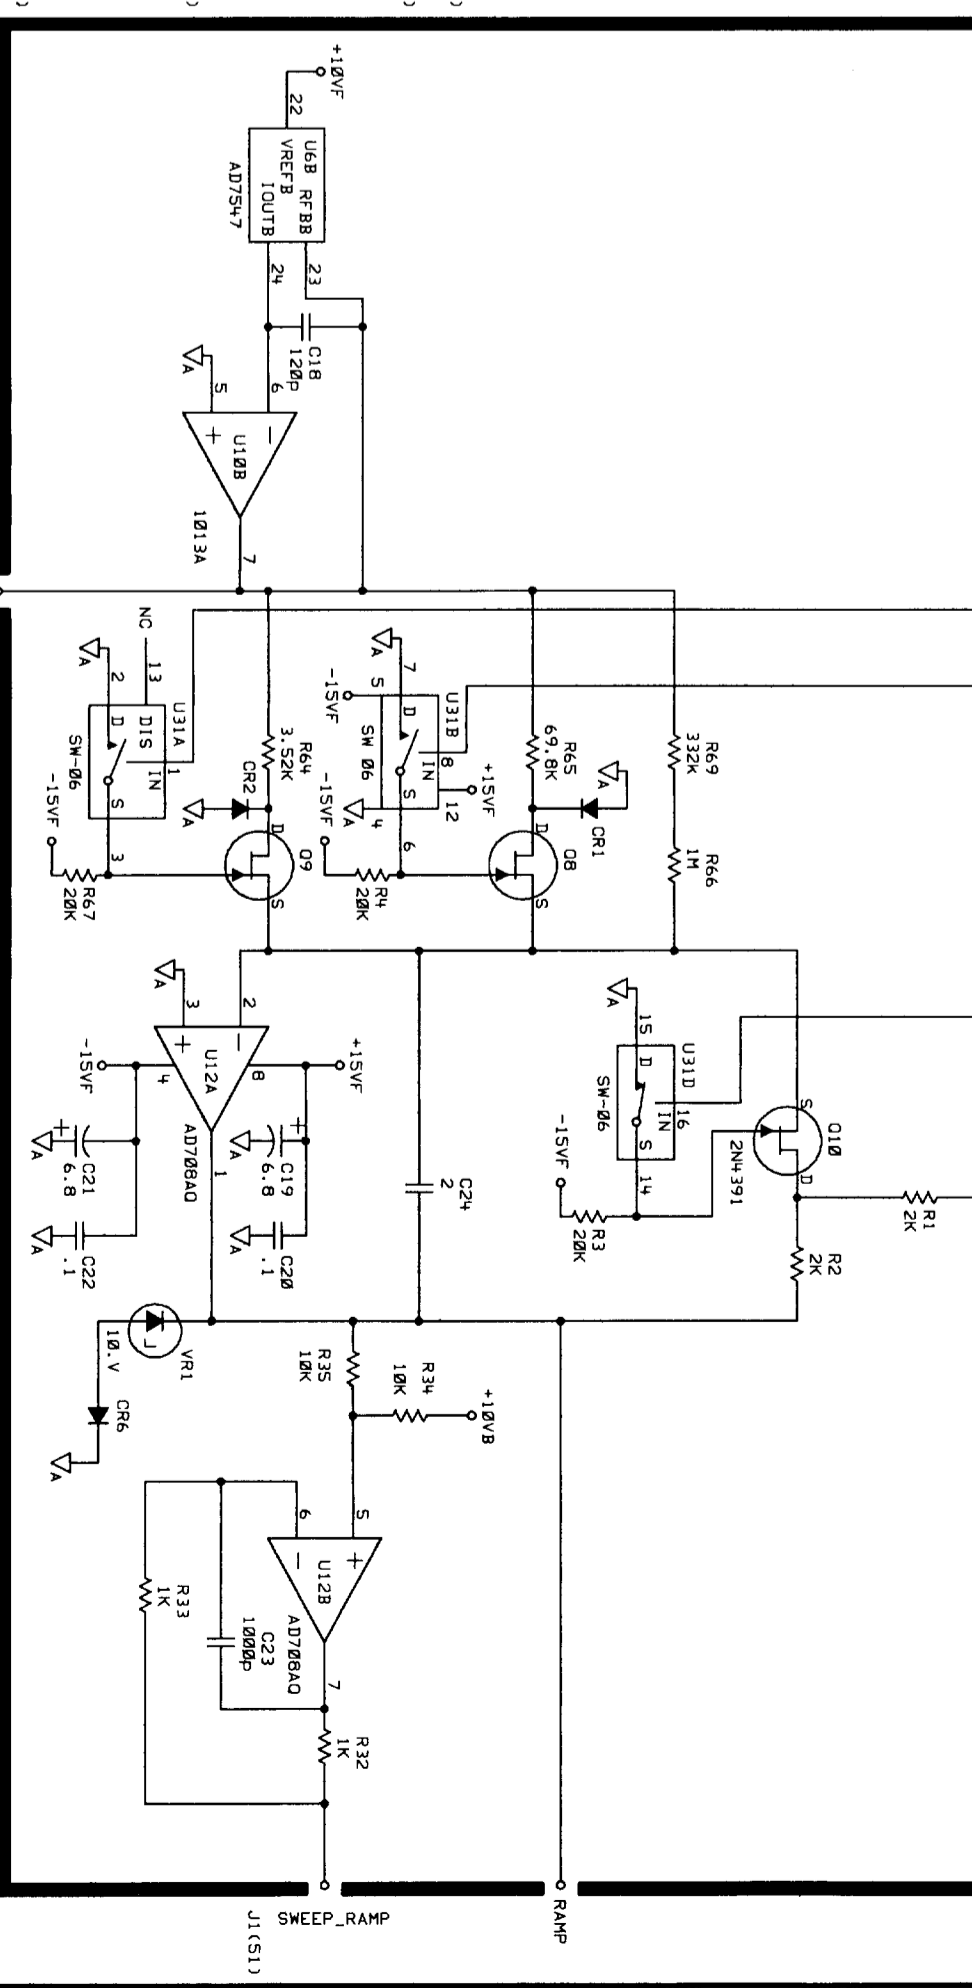 +10VF
22
U6B
RFBB
VREFB
IOUTB
AD7547
24
23
C18
120p
A
5
6
U10B
+
−
1013A
7
NC
13
A
2
U31A
D
DIS
IN
1
S
SW-06
3
-15VF
R67
20K
R64
3.52K
CR2
A
D
Q9
S
A
7
5
-15VF
U31B
D
IN
8
S
SW 06
+15VF
12
4
A
6
-15VF
R4
20K
R65
69.8K
A
CR1
D
Q8
S
R69
332K
R66
1M
A
3
2
+
−
U12A
8
4
+15VF
-15VF
1
AD708AQ
+
C21
6.8
A
C22
.1
A
+
C19
6.8
A
C20
.1
A
C24
2
A
15
U31D
D
IN
16
S
SW-06
14
-15VF
R3
20K
S
Q10
D
2N4391
R1
2K
R2
2K
VR1
10.V
CR6
A
R35
10K
R34
10K
+10VB
6
5
−
+
U12B
AD708AQ
7
C23
1000p
R33
1K
R32
1K
SWEEP_RAMP
J1(51)
RAMP